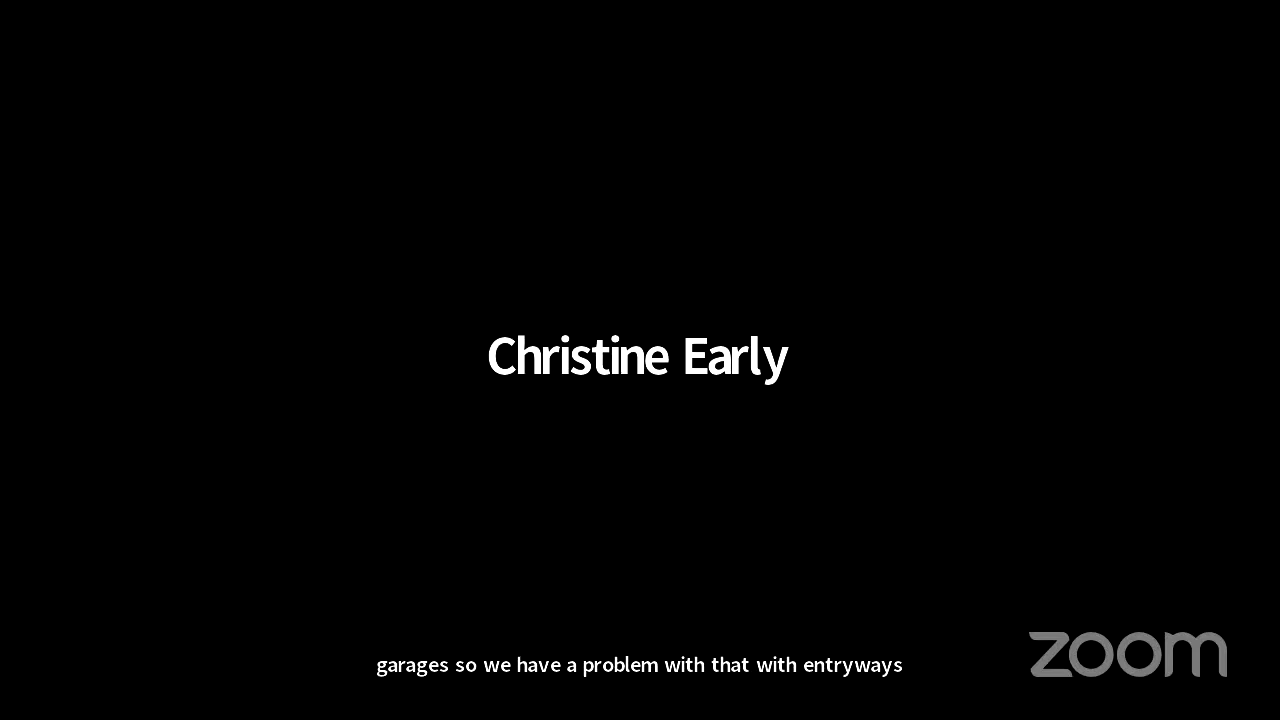 Christine Early
garages so we have a problem with that with entryways
zoom